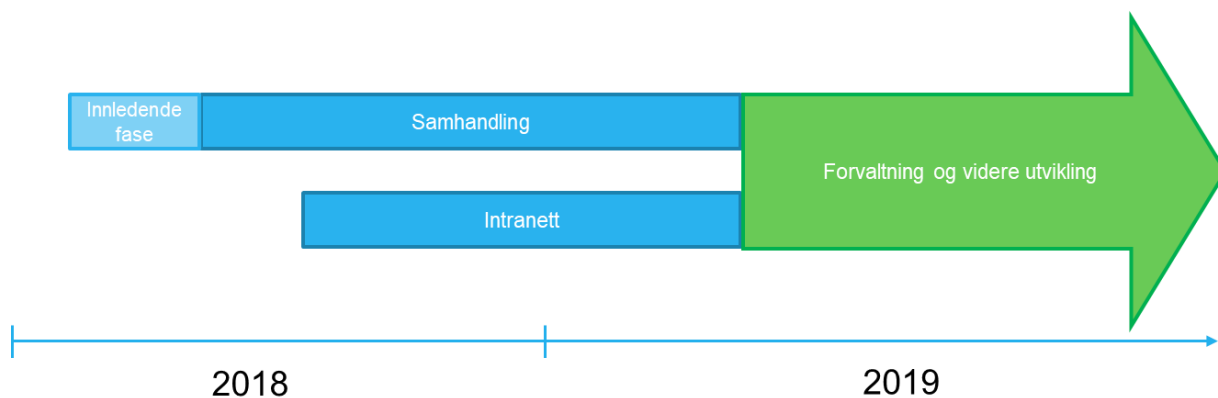 Innledende
fase
Samhandling
Forvaltning og videre utvikling
Intranett
2018
2019